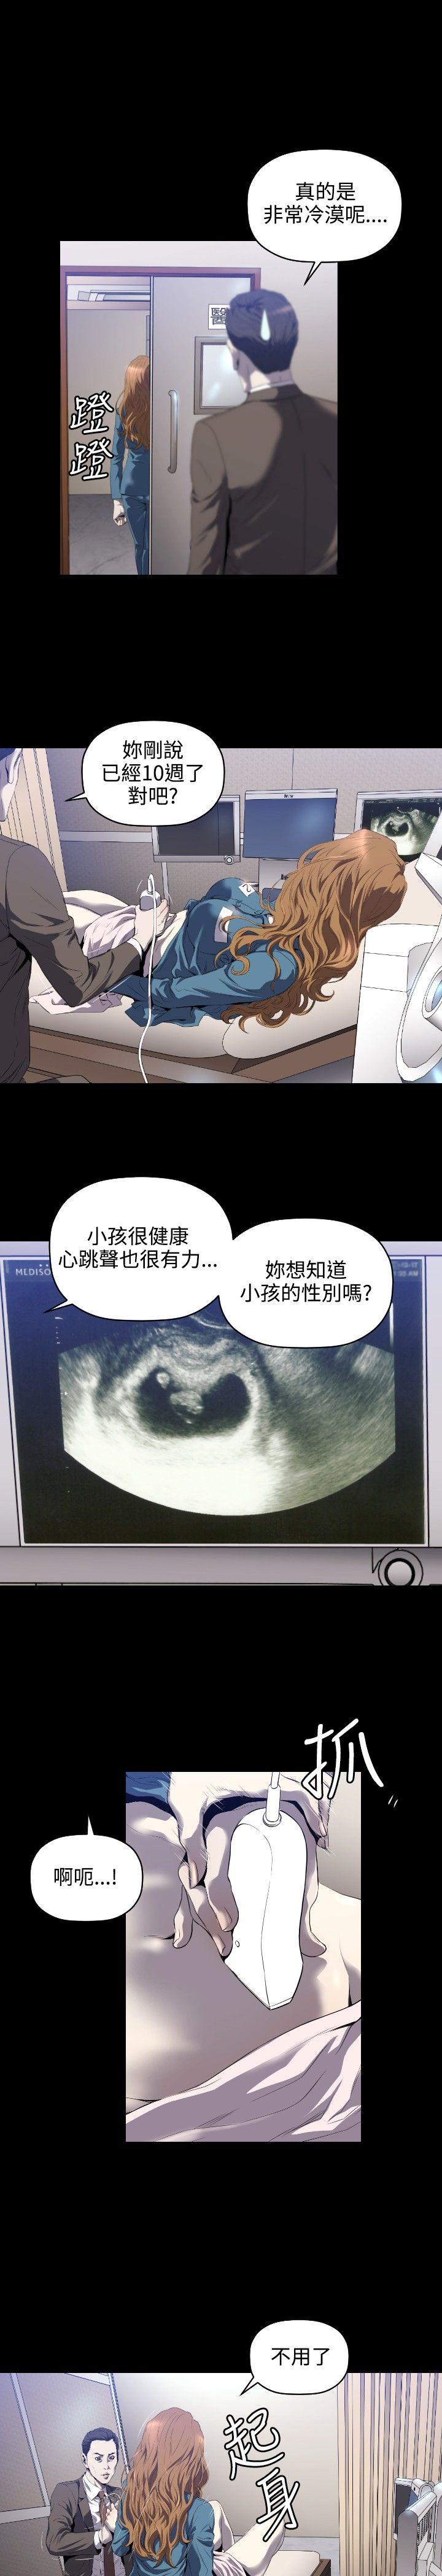 真的是
非常冷漠呢....
醫
蹬
蹬
妳剛說
已經10週了
對吧?
小孩很健康
心跳聲也很有力...
妳想知道
小孩的性別嗎?
MEDISO
抓
啊呃...!
不用了
起
身